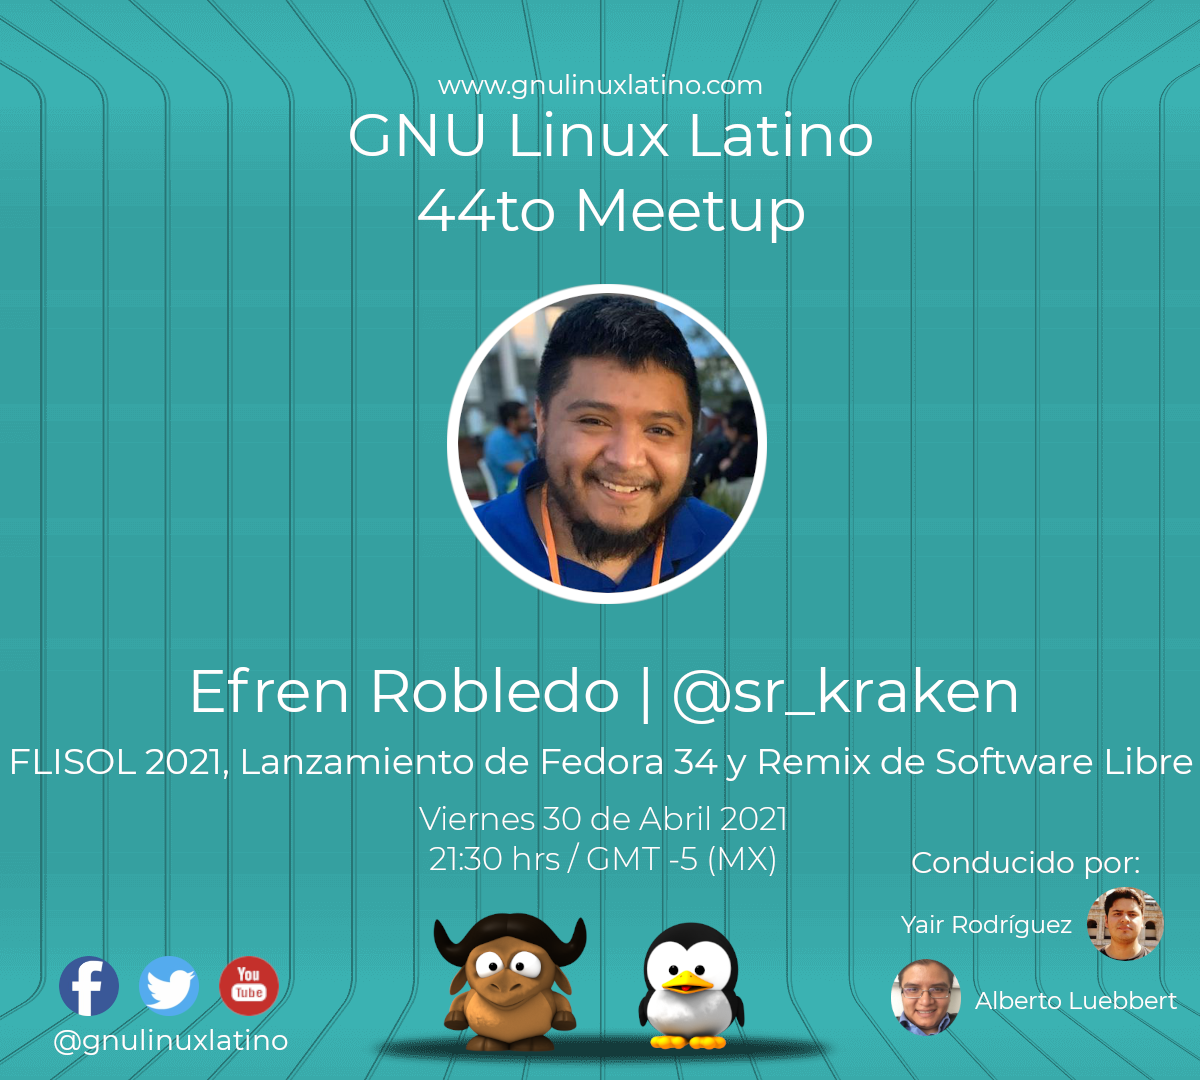 www.gnulinuxlatino.com
GNU Linux Latino
44to Meetup
Efren Robledo | @sr_kraken
FLISOL 2021, Lanzamiento de Fedora 34 y Remix de Software Libre
Viernes 30 de Abril 2021
21:30 hrs / GMT -5 (MX)
Conducido por:
Yair Rodríguez
Alberto Luebbert
You
Tube
@gnulinuxlatino